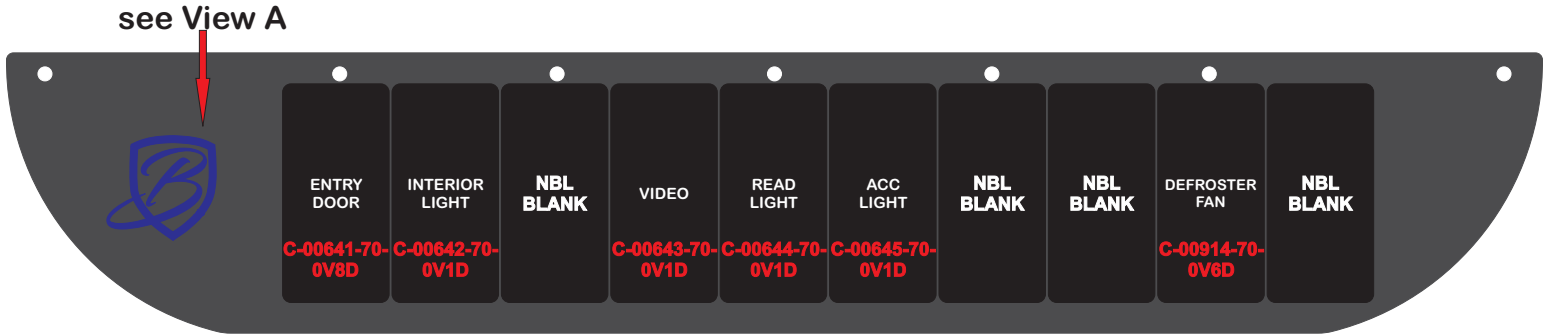 see View A
ENTRY
DOOR
C-00641-70-
0V8D
INTERIOR
LIGHT
C-00642-70-
0V1D
NBL
BLANK
VIDEO
C-00643-70-
0V1D
READ
LIGHT
C-00644-70-
0V1D
ACC
LIGHT
C-00645-70-
0V1D
NBL
BLANK
NBL
BLANK
DEFROSTER
FAN
C-00914-70-
0V6D
NBL
BLANK
B